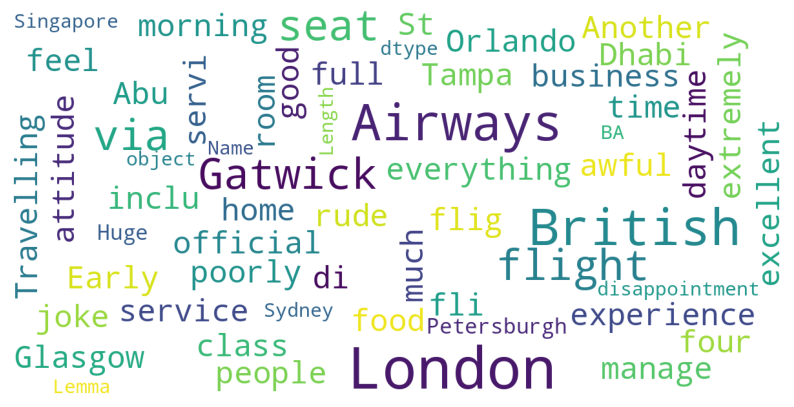 Singapore
morning
seat
St
Another
dtype
Orlando
Dhabi
feel
servi
room
good
full
Tampa
business
Abu
time
daytime
extremely
via
Length
Airways
attitude
Name
BA
object
Gatwick
everything
awful
Travelling
inclu
home
rude
flig
British
excellent
Huge
official
much
flight
Early
poorly
di
disappointment
joke
service
Sydney
food
fli
Petersburgh
experience
Glasgow
class
four
people
London
manage
Lemma